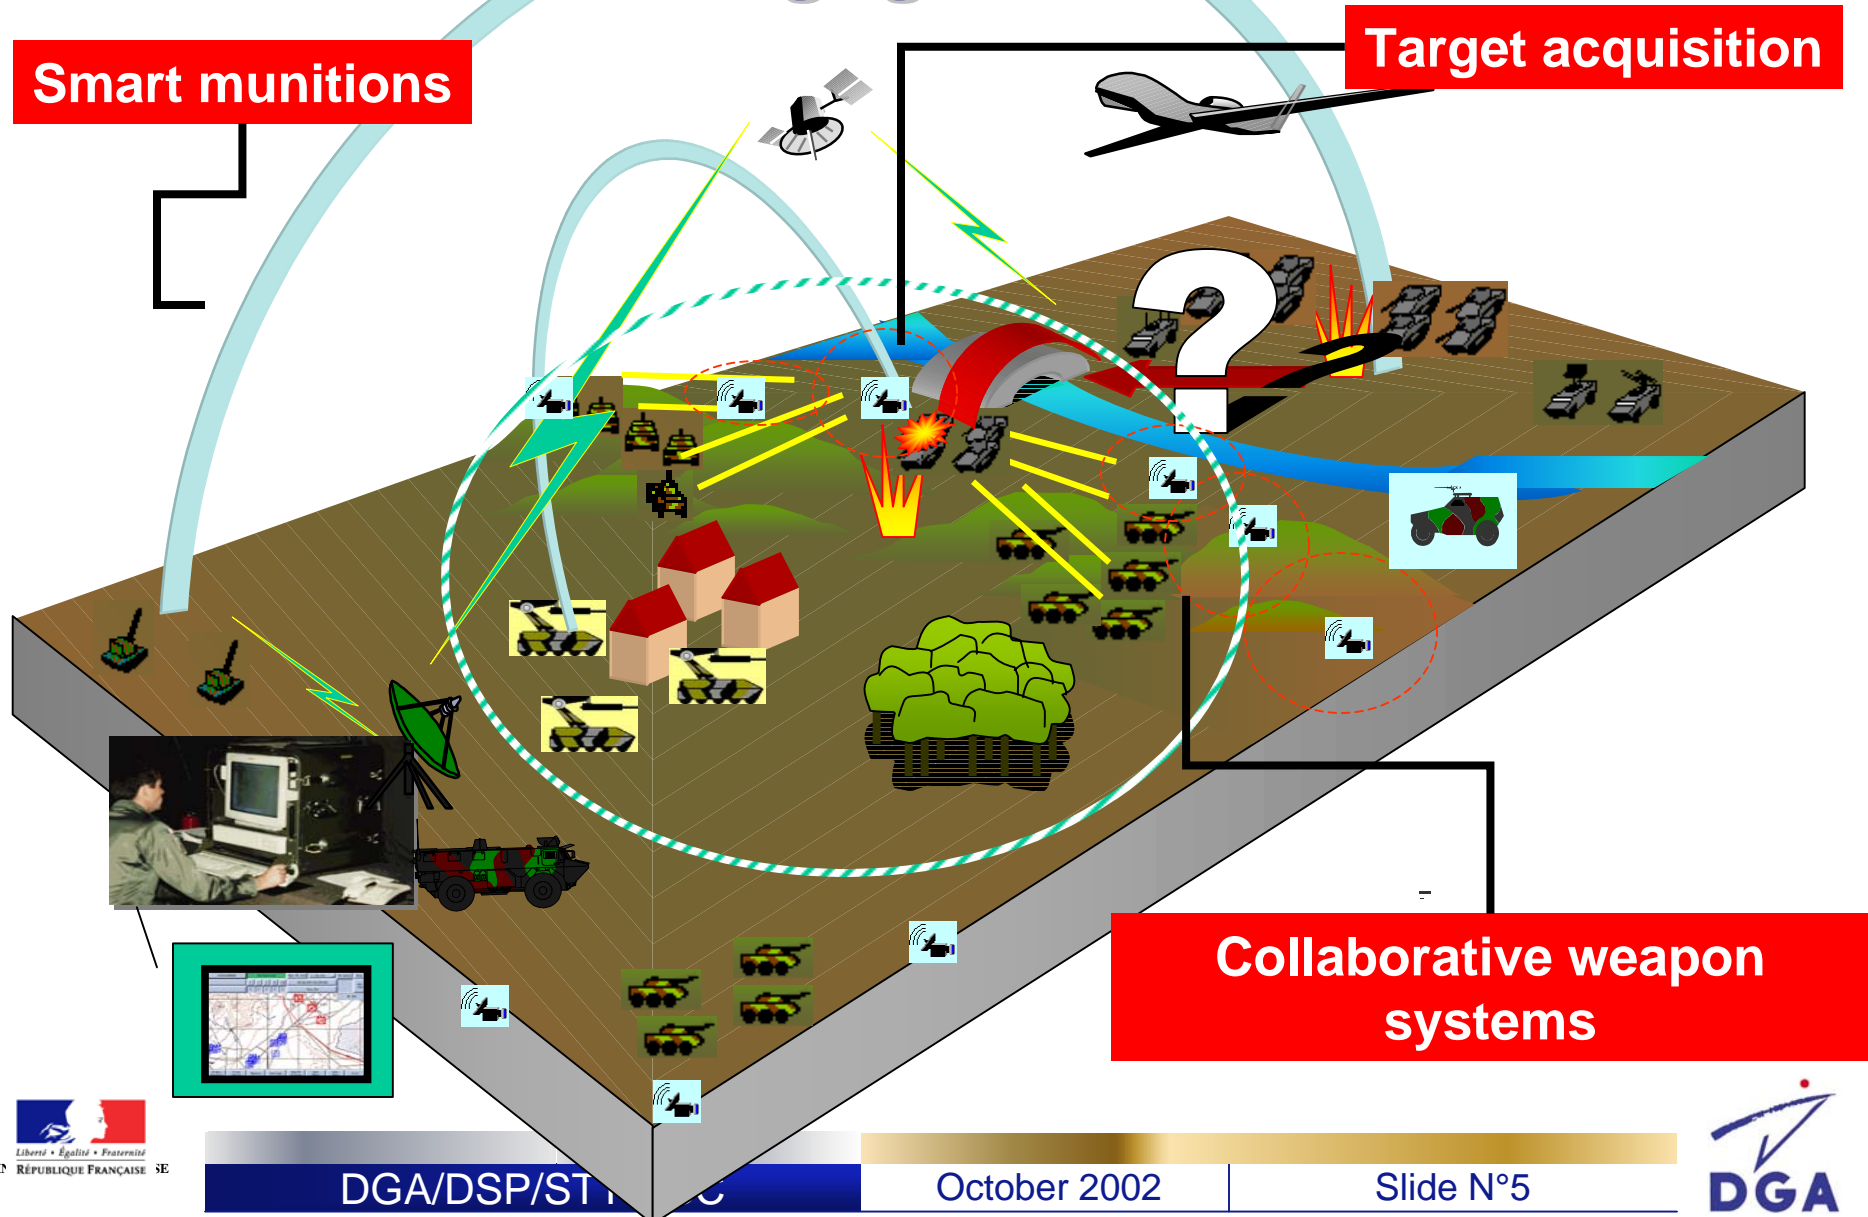 Smart munitions
Target acquisition
Collaborative weapon
systems
Liberté • Égalité • Fraternité
RÉPUBLIQUE FRANÇAISE
SE
DGA/DSP/ST
C
October 2002
Slide N°5
DGA
?